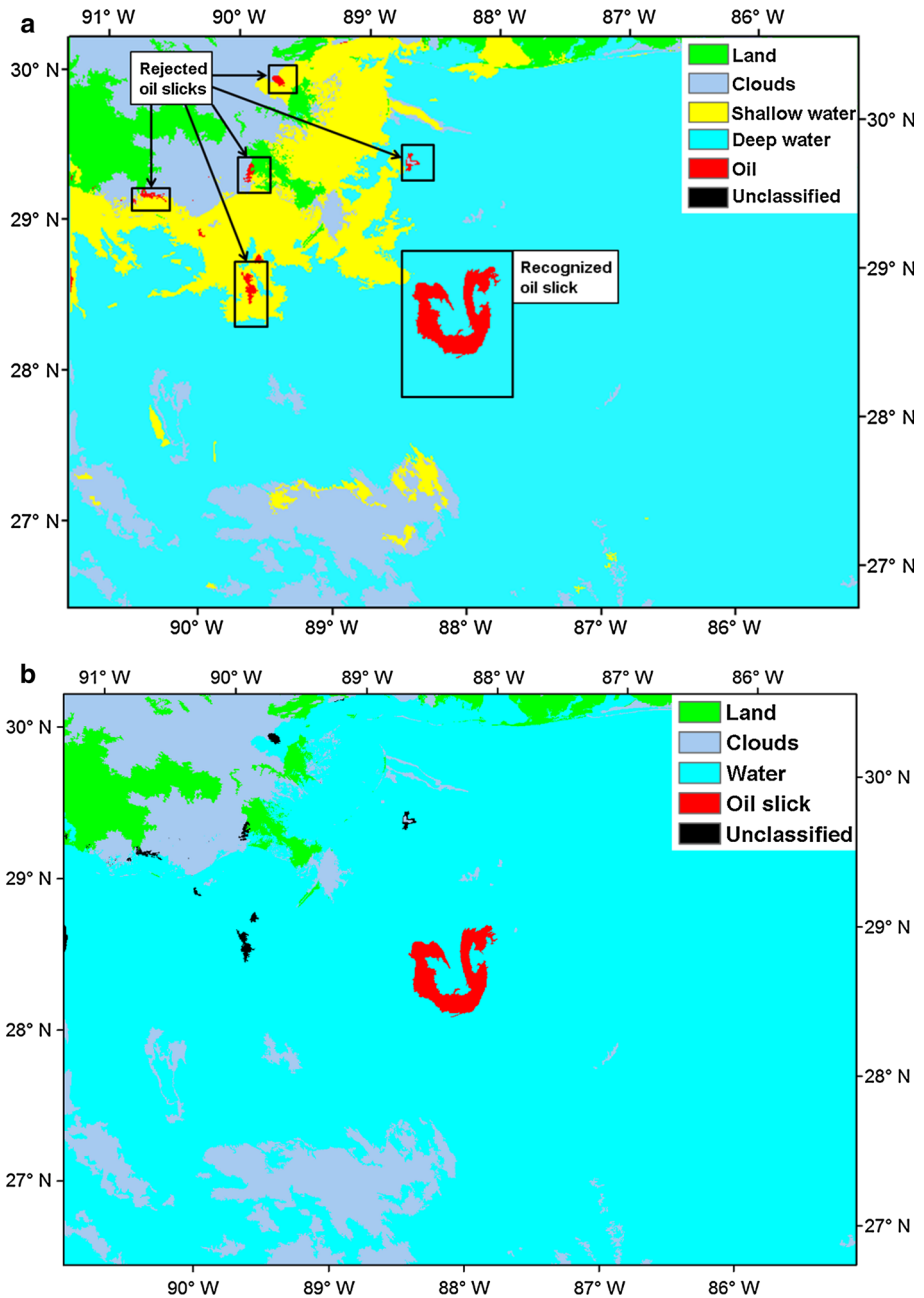 a
91° W 90° W 89° W 88° W 87° W 86° W
30° N
29° N
28° N
27° N
Rejected
oil slicks
Recognized
oil slick
Land
Clouds
Shallow water
Deep water
Oil
Unclassified
30° N
29° N
28° N
27° N
90° W 89° W 88° W 87° W 86° W
b
91° W 90° W 89° W 88° W 87° W 86° W
30° N
29° N
28° N
27° N
Land
Clouds
Water
Oil slick
Unclassified
30° N
29° N
28° N
27° N
90° W 89° W 88° W 87° W 86° W